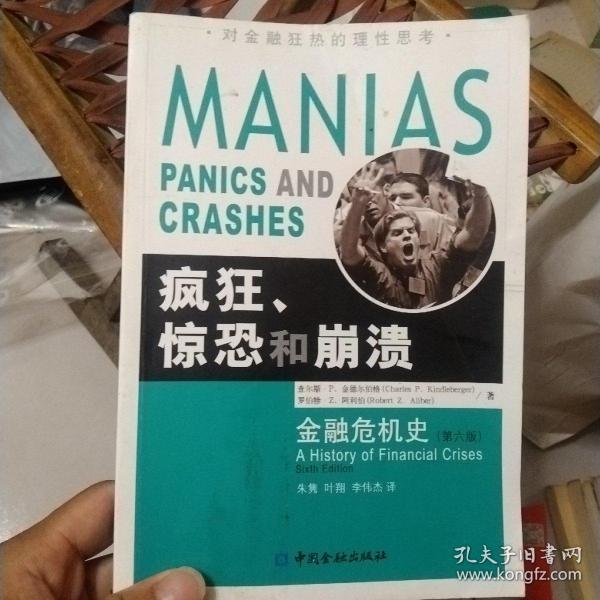 ·对金融狂热的理性思考·
MANIAS
PANICS AND
CRASHES
疯狂、
惊恐和崩溃
查尔斯·P.金德尔伯格(Charles P. Kindleberger)
罗伯特·Z.阿利伯(Robert Z. Aliber)
/著
金融危机史(第六版)
A History of Financial Crises
Sixth Edition
朱隽 叶翔 李伟杰 译
中国金融出版社
孔夫子旧书网
www.kongfz.com